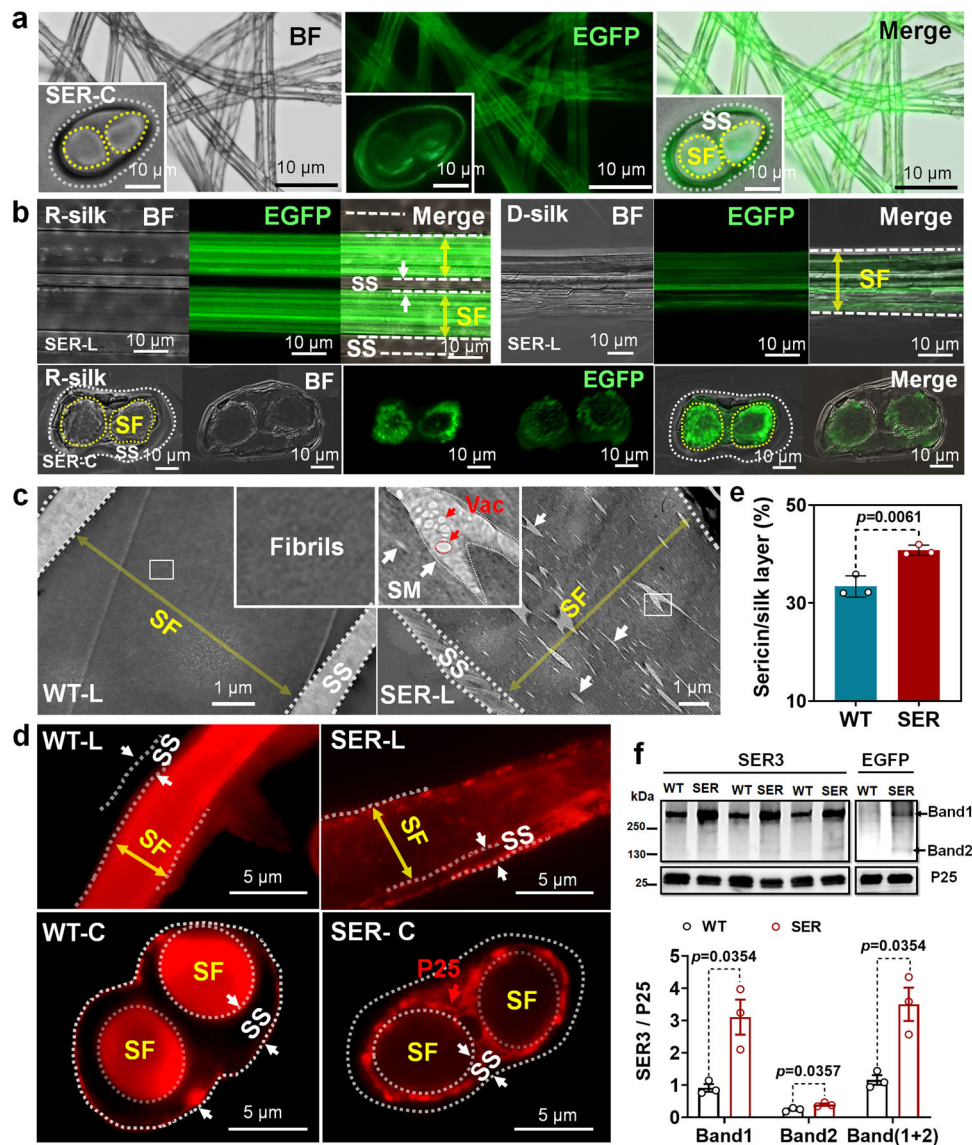 a
BF
EGFP
Merge
SER-C
SS
SF
10 μm
10 μm
10 μm
10 μm
10 μm
10 μm
b
R-silk
BF
EGFP
Merge
D-silk
BF
EGFP
Merge
SS
SF
SF
SS
SER-L
10 μm
10 μm
10 μm
SER-L
10 μm
10 μm
10 μm
R-silk
BF
EGFP
Merge
SF
SS
SER-C
10 μm
10 μm
10 μm
10 μm
10 μm
10 μm
c
Fibrils
Vac
SM
SF
SF
SS
SS
WT-L
1 μm
SER-L
1 μm
e
Sericin/silk layer (%)
50
30
10
p=0.0061
WT
SER
d
WT-L
SS
SF
5 μm
SER-L
SF
SS
5 μm
WT-C
SF
SS
SF
5 μm
SER- C
P25
SF
SF
SS
5 μm
f
SER3
EGFP
kDa
WT SER WT SER WT SER
WT SER
250
130
25
Band1
Band2
P25
WT
SER
SER3 / P25
5
4
3
2
1
0
p=0.0354
p=0.0357
p=0.0354
Band1
Band2
Band(1+2)